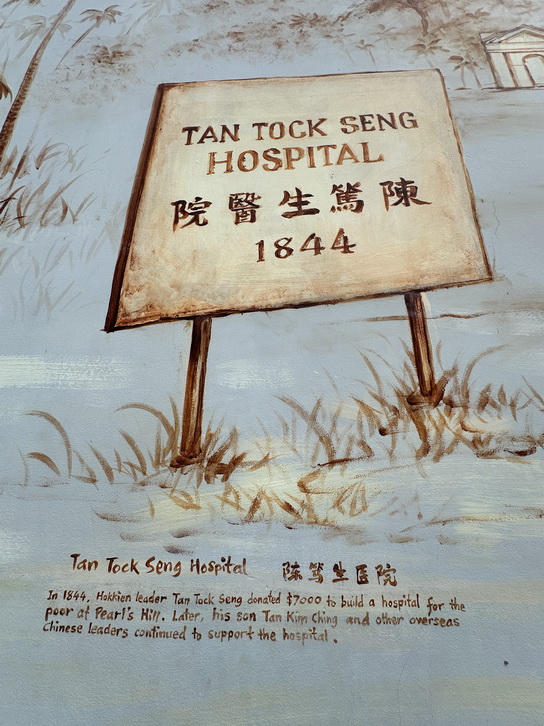 TAN TOCK SENG
HOSPITAL
陳篤生醫院
1844
Tan Tock Seng Hospital 陈笃生医院
In 1844, Hokkien leader Tan Tock Seng donated $7000 to build a hospital for the
poor at Pearl's Hill. Later, his son Tan Kim Ching and other overseas
Chinese leaders continued to support the hospital.